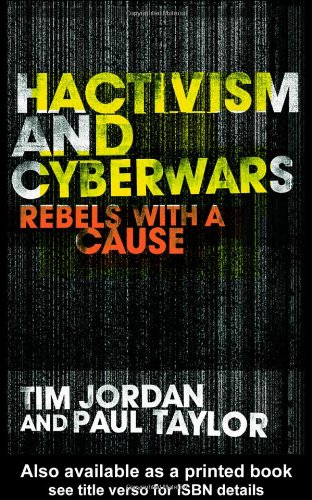 HACTIVISM
AND
CYBERWARS
REBELS WITH A
CAUSE
TIM JORDAN
AND PAUL TAYLOR
Also available as a printed book
see title verso for ISBN details